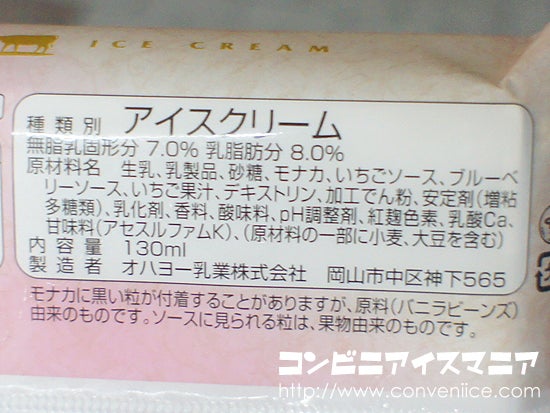 ICE CREAM
種類別 アイスクリーム
無脂乳固形分 7.0% 乳脂肪分 8.0%
原材料名 生乳、乳製品、砂糖、モナカ、いちごソース、ブルーベ
リーソース、いちご果汁、デキストリン、加工でん粉、安定剤(増粘
多糖類)、乳化剤、香料、酸味料、pH調整剤、紅麹色素、乳酸Ca、
甘味料(アセスルファムK)、(原材料の一部に小麦、大豆を含む)
内容量 130ml
製造者 オハヨー乳業株式会社 岡山市中区神下565
モナカに黒い粒が付着することがありますが、原料(バニラビーンズ)
由来のものです。ソースに見られる粒は、果物由来のものです。
コンビニアイスマニア
http://www.conveniice.com/